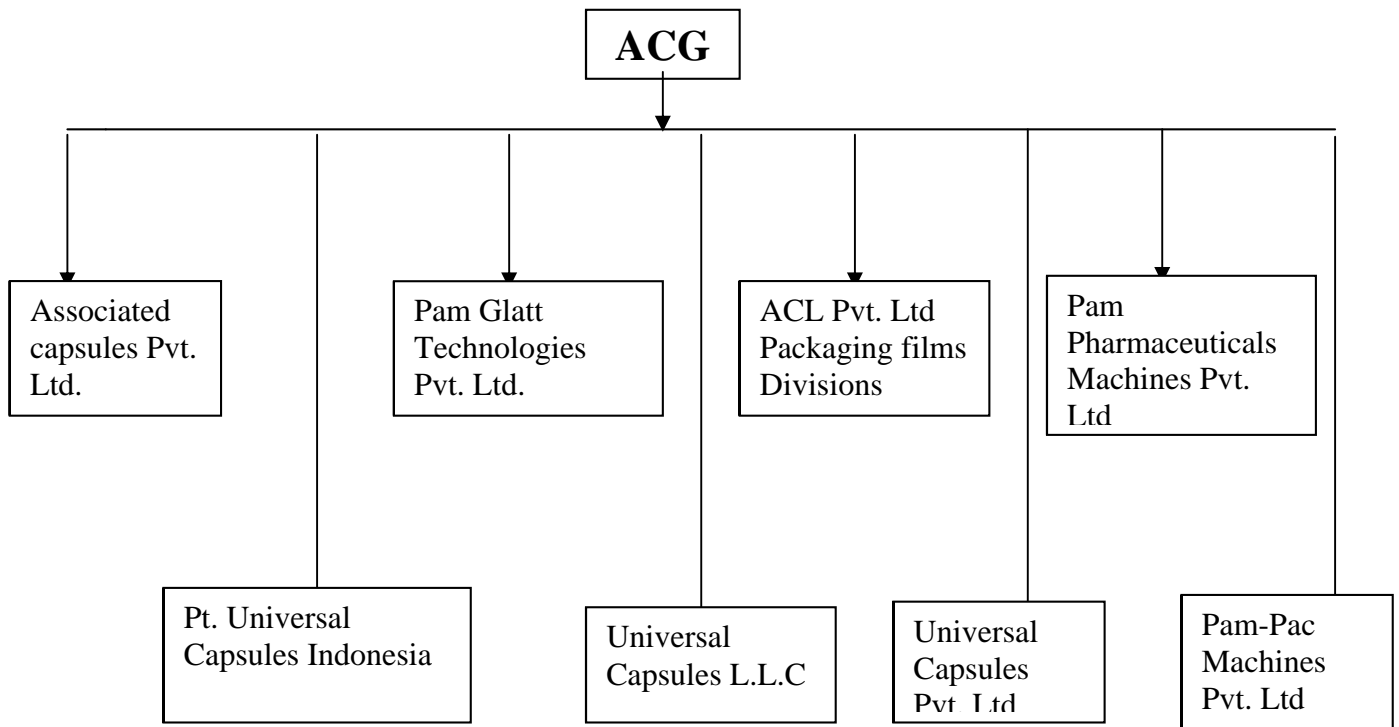 ACG
Associated
capsules Pvt.
Ltd.
Pam Glatt
Technologies
Pvt. Ltd.
ACL Pvt. Ltd
Packaging films
Divisions
Pam
Pharmaceuticals
Machines Pvt.
Ltd
Pt. Universal
Capsules Indonesia
Universal
Capsules L.L.C
Universal
Capsules
Pvt. Ltd
Pam-Pac
Machines
Pvt. Ltd